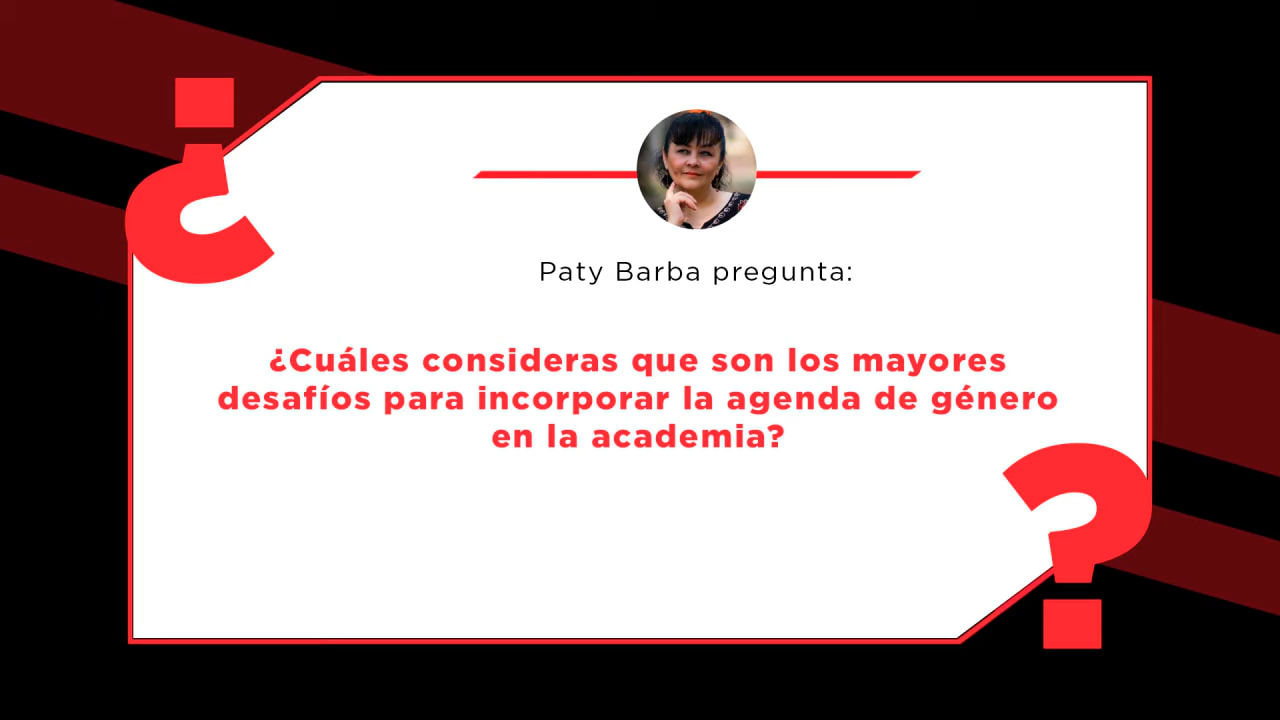 Paty Barba pregunta:
¿Cuáles consideras que son los mayores
desafíos para incorporar la agenda de género
en la academia?